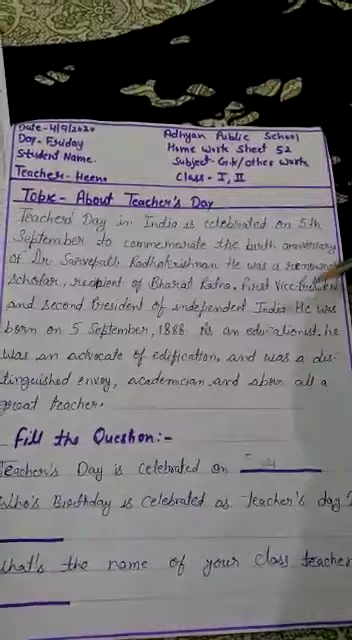 Date-4/9/2020
Day-Friday
Student Name.
Teacher-Heena
Adhyan Public School
Home Work Sheet 52
Subject-G.k/other work
Class-I, II
Topic-About Teacher's Day
Teachers' Day in India is celebrated on 5th
September to commemorate the birth anniversary
of Dr Sarvepalli Radhakrishnan He was a renown
scholar, recipient of Bharat Ratna, First Vice-President
and second President of independent India. He was
born on 5 September, 1888. As an educationist, he
was an advocate of edification, and was a dis-
tinguished envoy, academician, and above all a
great teacher.
Fill the Question:-
Teacher's Day is celebrated on
Who's Birthday is celebrated as Teacher's day?
What's the name of your class teacher